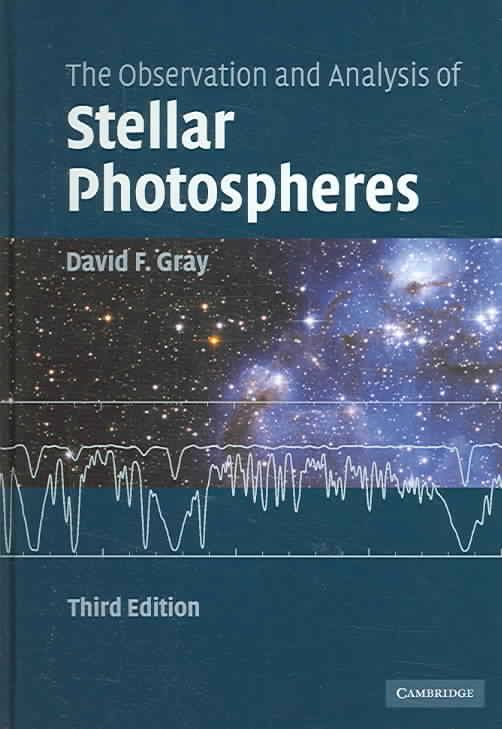 The Observation and Analysis of
Stellar
Photospheres
David F. Gray
Third Edition
CAMBRIDGE